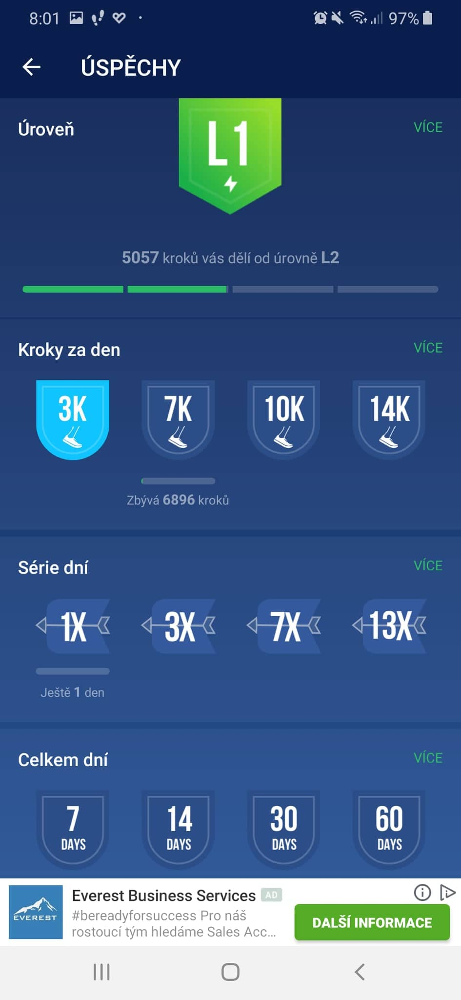 8:01
97%
ÚSPĚCHY
Úroveň
VÍCE
L1
5057 kroků vás dělí od úrovně L2
Kroky za den
VÍCE
3K
7K
10K
14K
Zbývá 6896 kroků
Série dní
VÍCE
1X
3X
7X
13X
Ještě 1 den
Celkem dní
VÍCE
7
DAYS
14
DAYS
30
DAYS
60
DAYS
EVEREST
Everest Business Services AD
#bereadyforsuccess Pro náš
rostoucí tým hledáme Sales Acc...
DALŠÍ INFORMACE